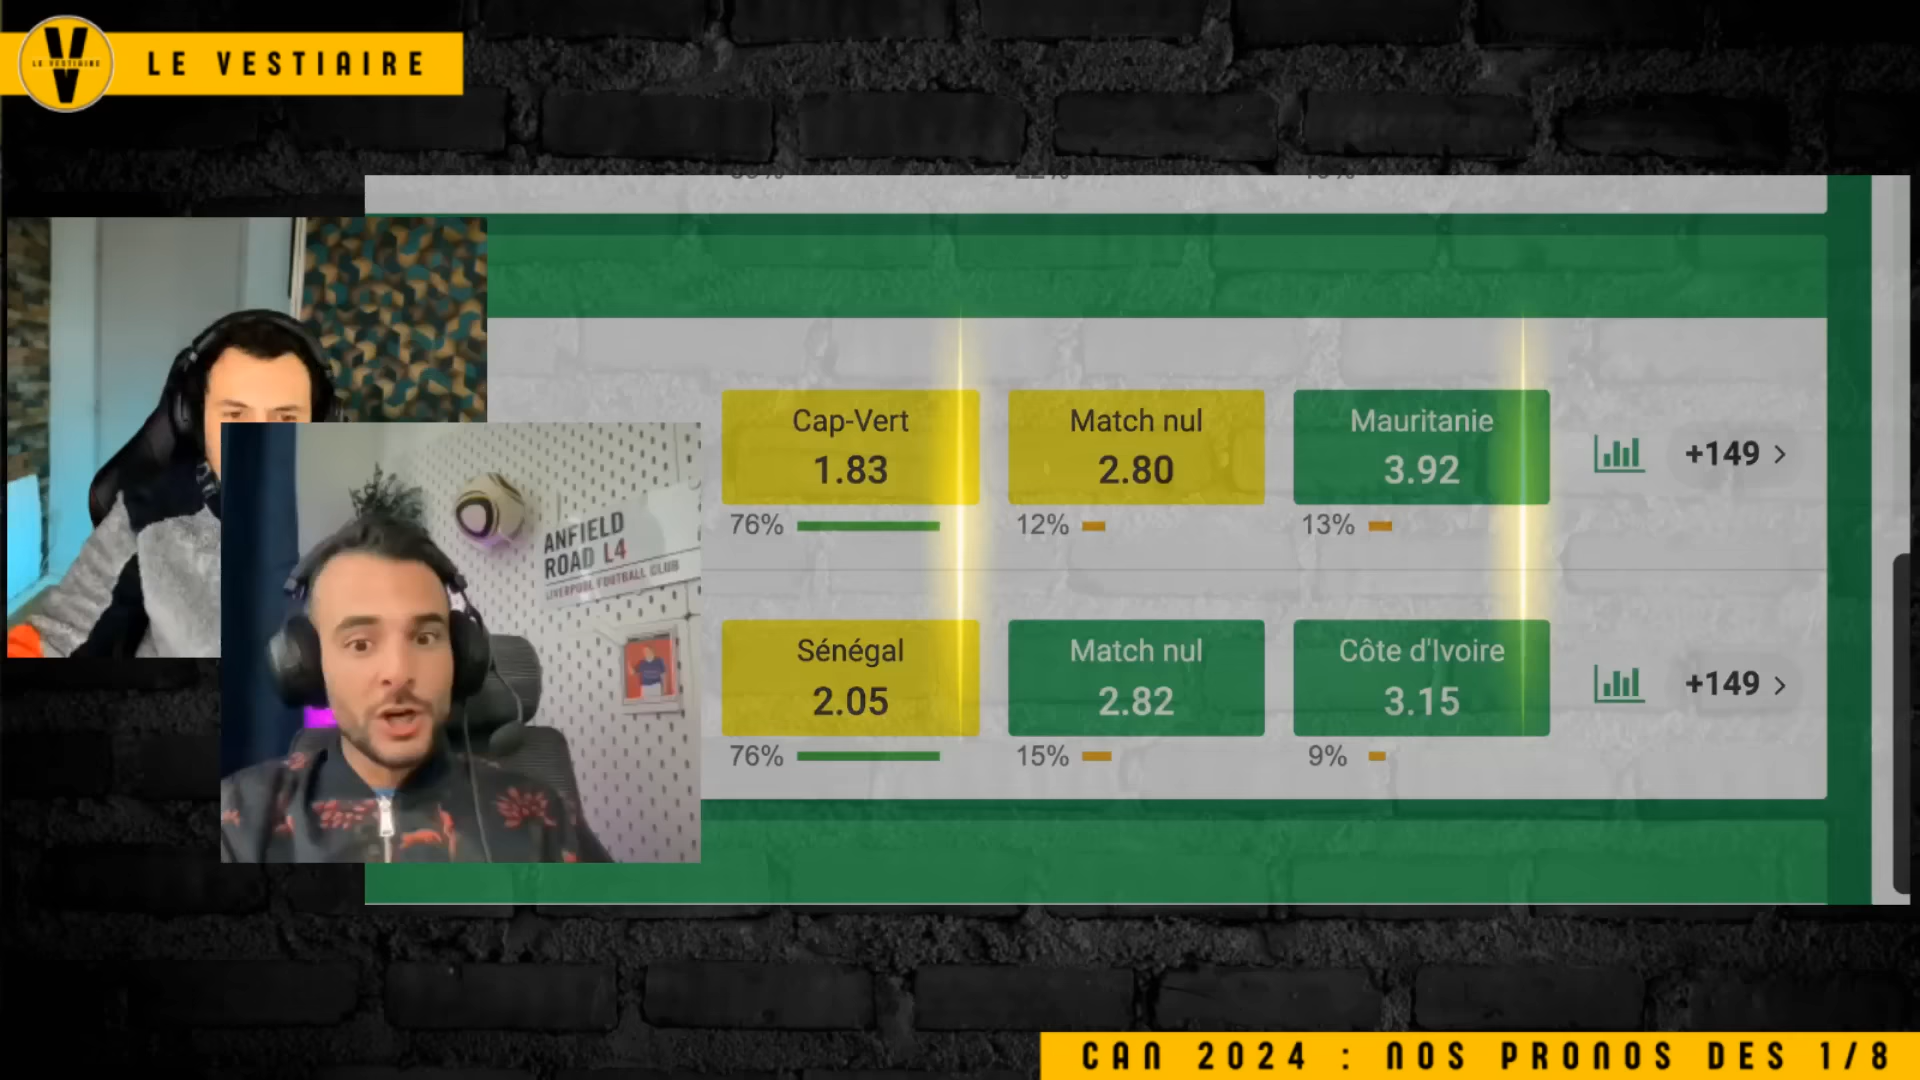 LE VESTIAIRE
LE VESTIAIRE
Cap-Vert
1.83
76%
Match nul
2.80
12%
Mauritanie
3.92
13%
+149 >
ANFIELD
ROAD L4
LIVERPOOL FOOTBALL CLUB
Sénégal
2.05
76%
Match nul
2.82
15%
Côte d'Ivoire
3.15
9%
+149 >
CAN 2024 : NOS PRONOS DES 1/8